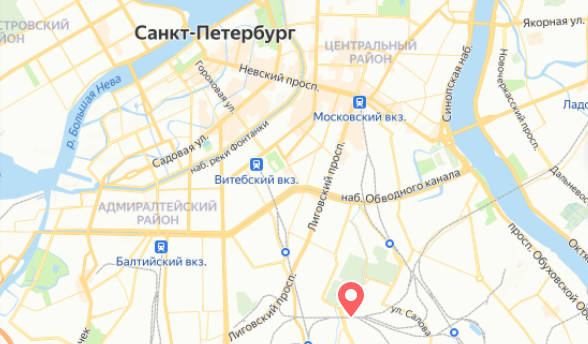 ОСТРОВСКИЙ
РАЙОН
Санкт-Петербург
Якорная ул.
ЦЕНТРАЛЬНЫЙ
РАЙОН
р. Большая Нева
Гороховая ул.
Невский просп.
Синопская наб.
Новочеркасский просп.
Московский вкз.
Садовая ул.
наб. реки Фонтанки
Витебский вкз.
Лиговский просп.
наб. Обводного канала
АДМИРАЛТЕЙСКИЙ
РАЙОН
Балтийский вкз.
Лиговский просп.
ул. Салова
просп. Обуховской